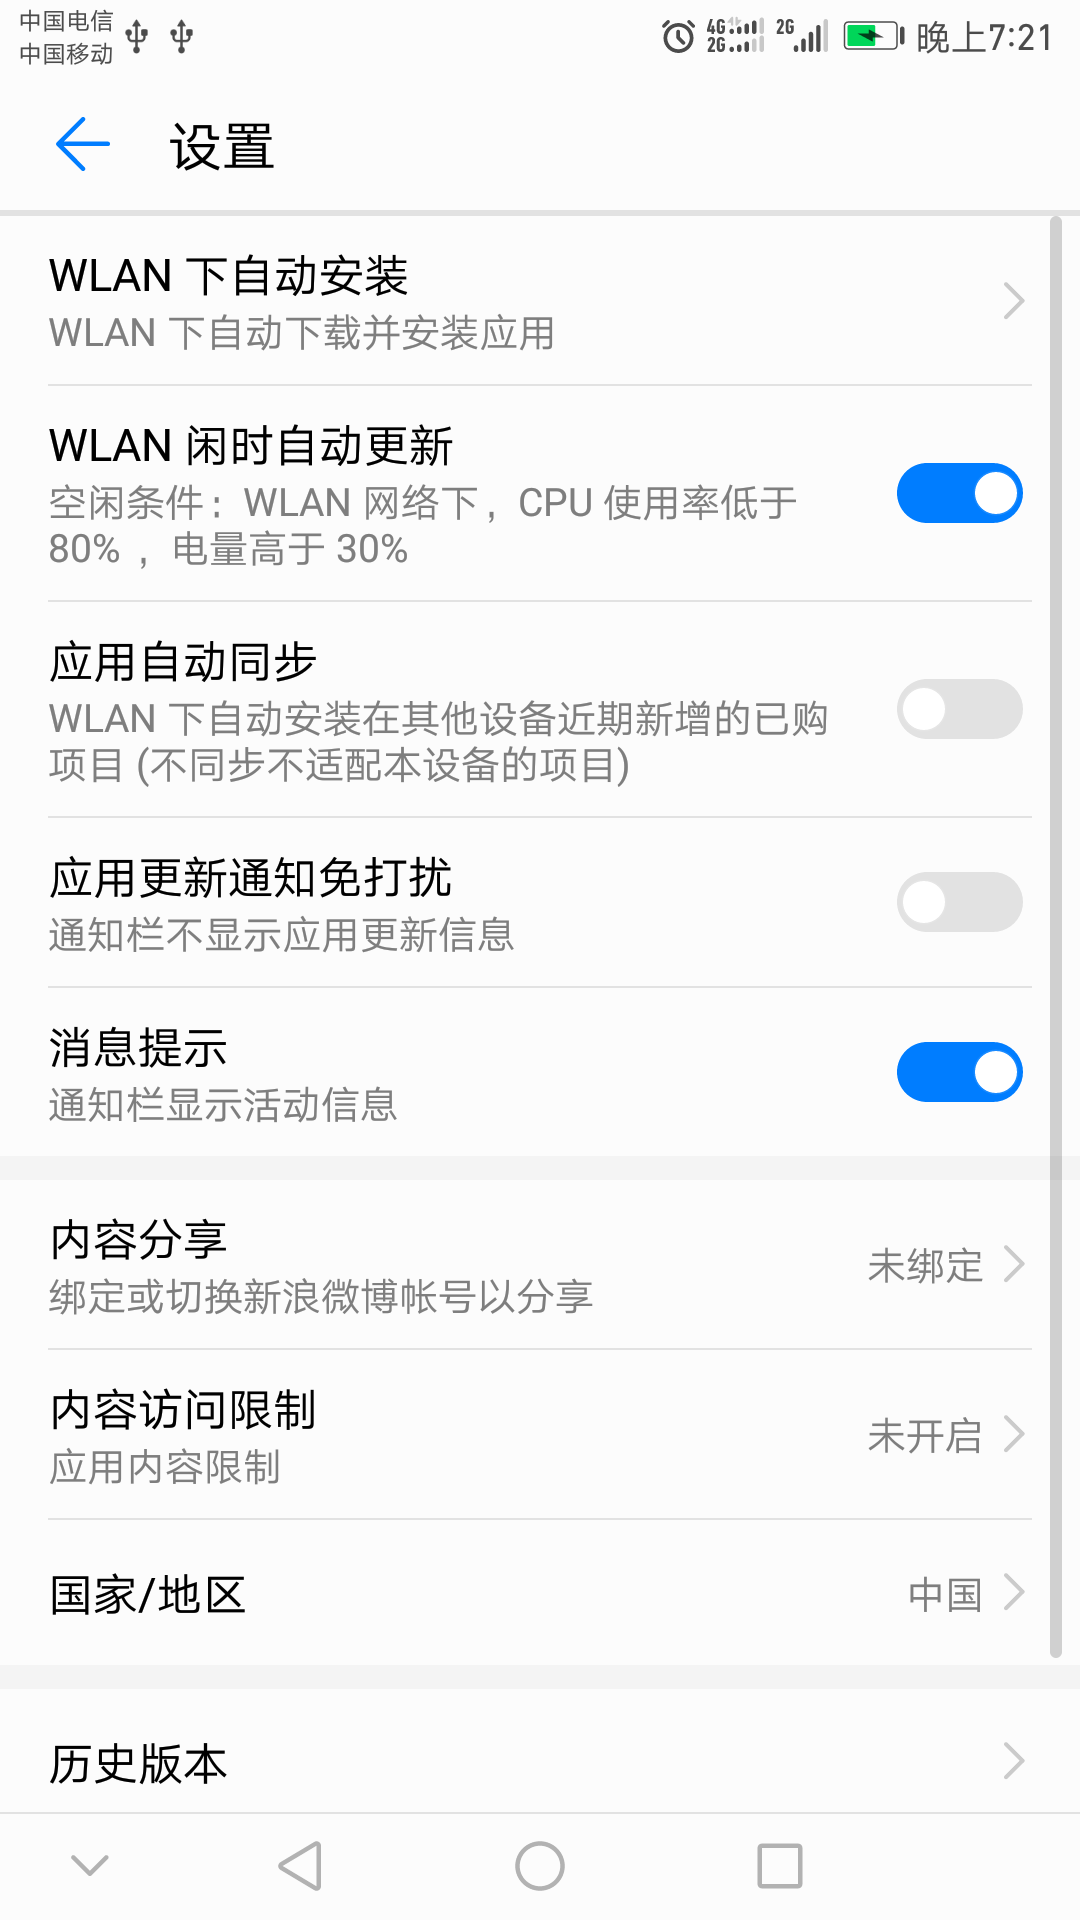 中国电信
中国移动
4G
2G
2G
晚上7:21
设置
WLAN 下自动安装
WLAN 下自动下载并安装应用
WLAN 闲时自动更新
空闲条件：WLAN 网络下，CPU 使用率低于
80% ，电量高于 30%
应用自动同步
WLAN 下自动安装在其他设备近期新增的已购
项目 (不同步不适配本设备的项目)
应用更新通知免打扰
通知栏不显示应用更新信息
消息提示
通知栏显示活动信息
内容分享
绑定或切换新浪微博帐号以分享
未绑定
内容访问限制
应用内容限制
未开启
国家/地区
中国
历史版本